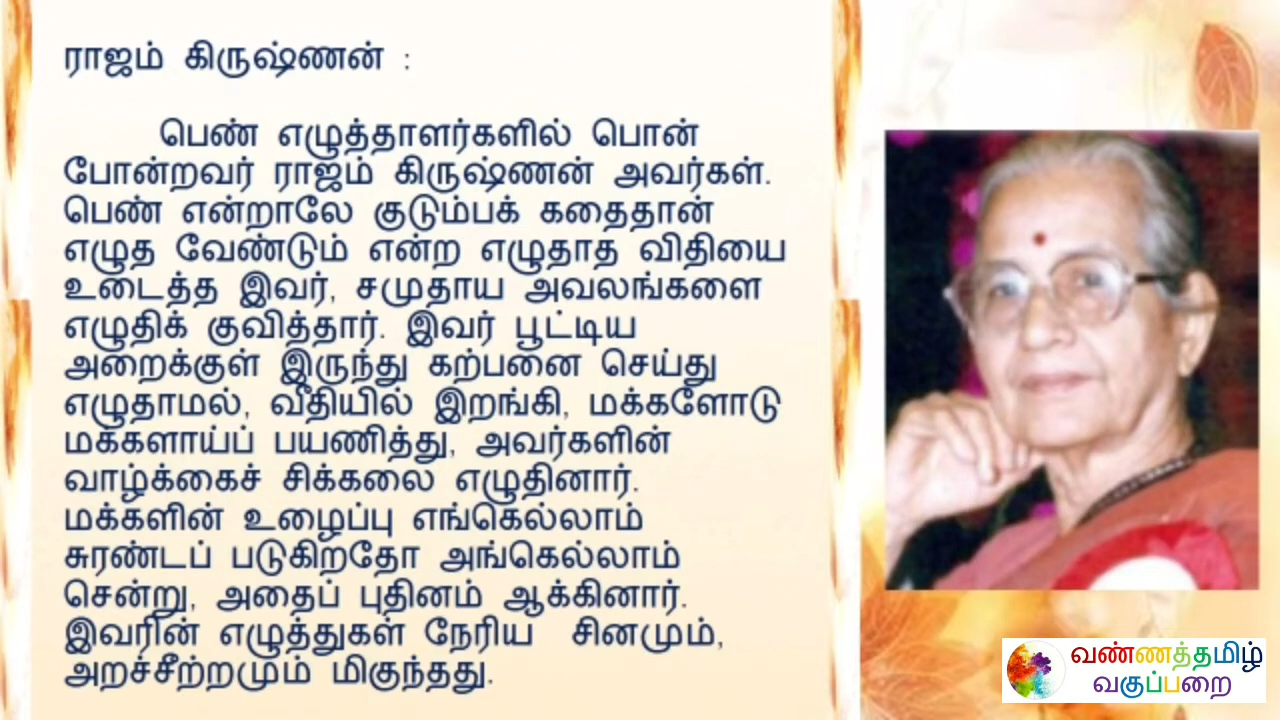 ராஜம் கிருஷ்ணன் :
பெண் எழுத்தாளர்களில் பொன்
போன்றவர் ராஜம் கிருஷ்ணன் அவர்கள்.
பெண் என்றாலே குடும்பக் கதைதான்
எழுத வேண்டும் என்ற எழுதாத விதியை
உடைத்த இவர், சமுதாய அவலங்களை
எழுதிக் குவித்தார். இவர் பூட்டிய
அறைக்குள் இருந்து கற்பனை செய்து
எழுதாமல், வீதியில் இறங்கி, மக்களோடு
மக்களாய்ப் பயணித்து, அவர்களின்
வாழ்க்கைச் சிக்கலை எழுதினார்.
மக்களின் உழைப்பு எங்கெல்லாம்
சுரண்டப் படுகிறதோ அங்கெல்லாம்
சென்று, அதைப் புதினம் ஆக்கினார்.
இவரின் எழுத்துகள் நேரிய சினமும்,
அறச்சீற்றமும் மிகுந்தது.
வண்ணத்தமிழ்
வகுப்பறை